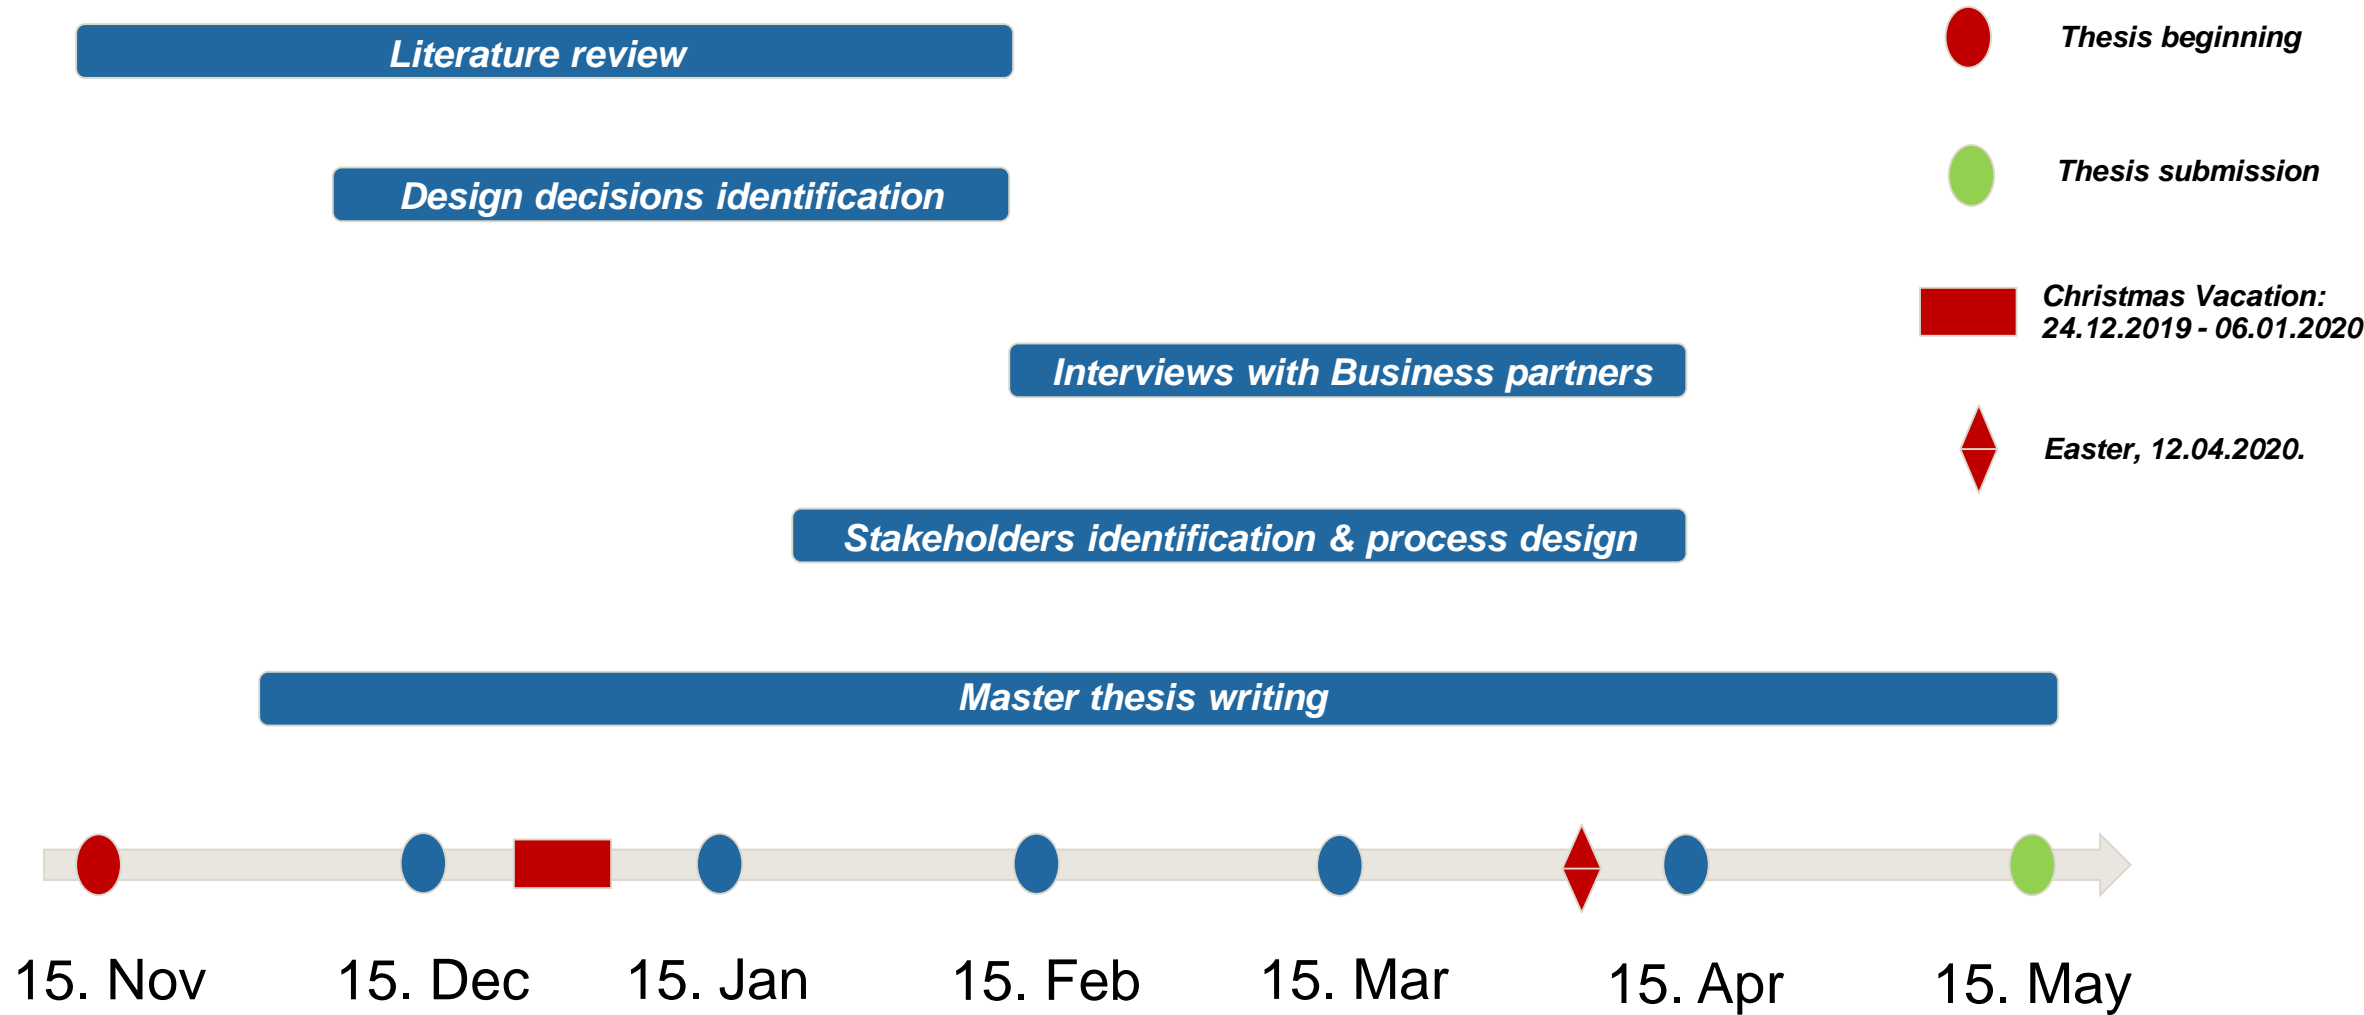 Literature review
Design decisions identification
Interviews with Business partners
Stakeholders identification & process design
Master thesis writing
Thesis beginning
Thesis submission
Christmas Vacation:
24.12.2019 - 06.01.2020
Easter, 12.04.2020.
15. Nov
15. Dec
15. Jan
15. Feb
15. Mar
15. Apr
15. May